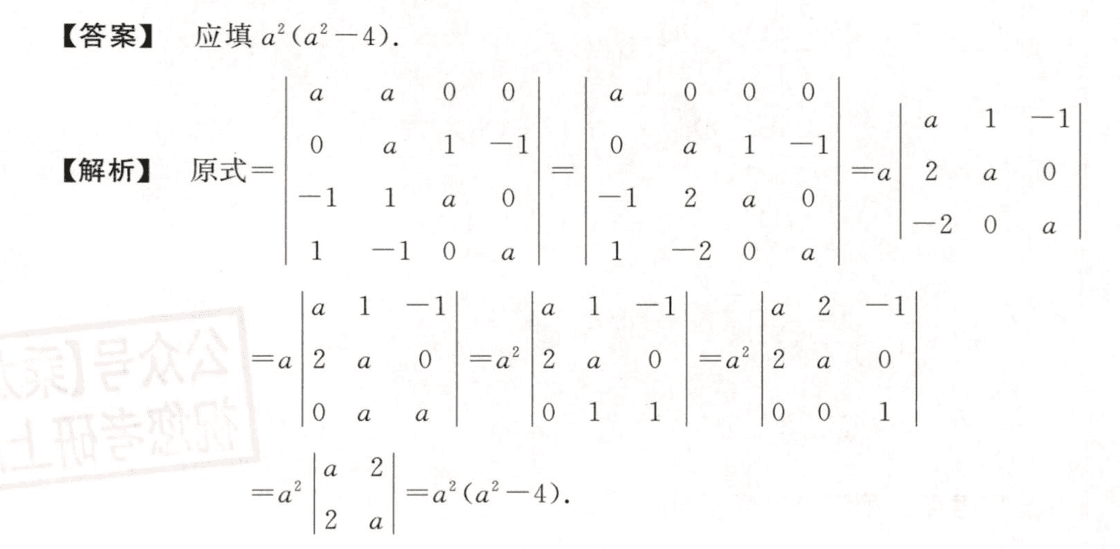 【答案】 应填 a²(a²－4).
【解析】 原式=
| a a 0 0 |
| 0 a 1 －1 |
| －1 1 a 0 |
| 1 －1 0 a |
=
| a 0 0 0 |
| 0 a 1 －1 |
| －1 2 a 0 |
| 1 －2 0 a |
=a
| a 1 －1 |
| 2 a 0 |
| －2 0 a |
=a
| a 1 －1 |
| 2 a 0 |
| 0 a a |
=a²
| a 1 －1 |
| 2 a 0 |
| 0 1 1 |
=a²
| a 2 －1 |
| 2 a 0 |
| 0 0 1 |
=a²
| a 2 |
| 2 a |
=a²(a²－4).
公众号【
祝您考研上